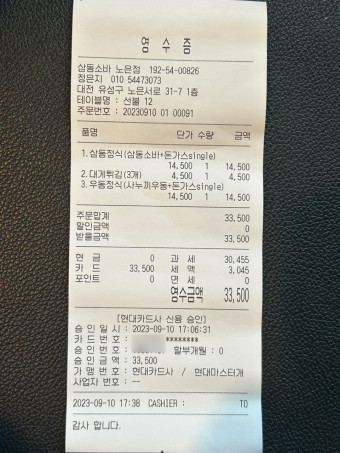 영 수 증
삼동소바 노은점 192-54-00826
정은지 010 54473073
대전 유성구 노은서로 31-7 1층
테이블명 : 선불 12
주문번호 : 20230910 01 00091
품명 단가 수량 금액
1. 삼동정식(삼동소바+돈가스single)
14,500 1 14,500
2. 대게튀김(3개) 4,500 1 4,500
3. 우동정식(사누끼우동+돈가스single)
14,500 1 14,500
주문합계 33,500
할인금액 0
받을금액 33,500
현 금 0 과 세 30,455
카 드 33,500 세 액 3,045
포인트 0 면 세 0
영수금액 33,500
[현대카드사 신용 승인]
승 인 일 시 : 2023-09-10 17:06:31
카 드 번 호 : ********
승 인 번 호 : 할부개월 : 0
승 인 금 액 : 33,500
가 맹 번 호 : 현대카드사 / 현대마스터개
사업자 번호 : --
2023-09-10 17:38 CASHIER : TO
감사 합니다.